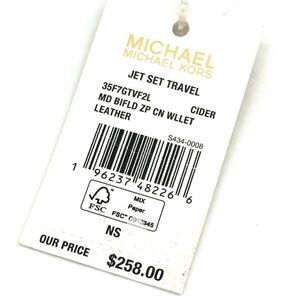 MICHAEL
MICHAEL KORS
JET SET TRAVEL
35F7GTVF2L CIDER
MD BIFLD ZP CN WLLET
LEATHER
S434-0008
1 96237 48226 6
FSC
MIX
Paper
FSC
NS
OUR PRICE $258.00